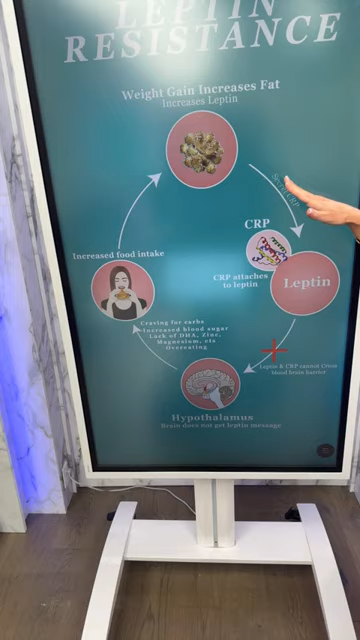 LEPTIN
RESISTANCE
Weight Gain Increases Fat
Increases Leptin
CRP
CRP attaches
to leptin
Leptin
Increased food intake
Craving for carbs
Increased blood sugar
Lack of DHA, Zinc,
Magnesium, etc
Overeating
Leptin & CRP cannot Cross
blood brain barrier
Hypothalamus
Brain does not get leptin message